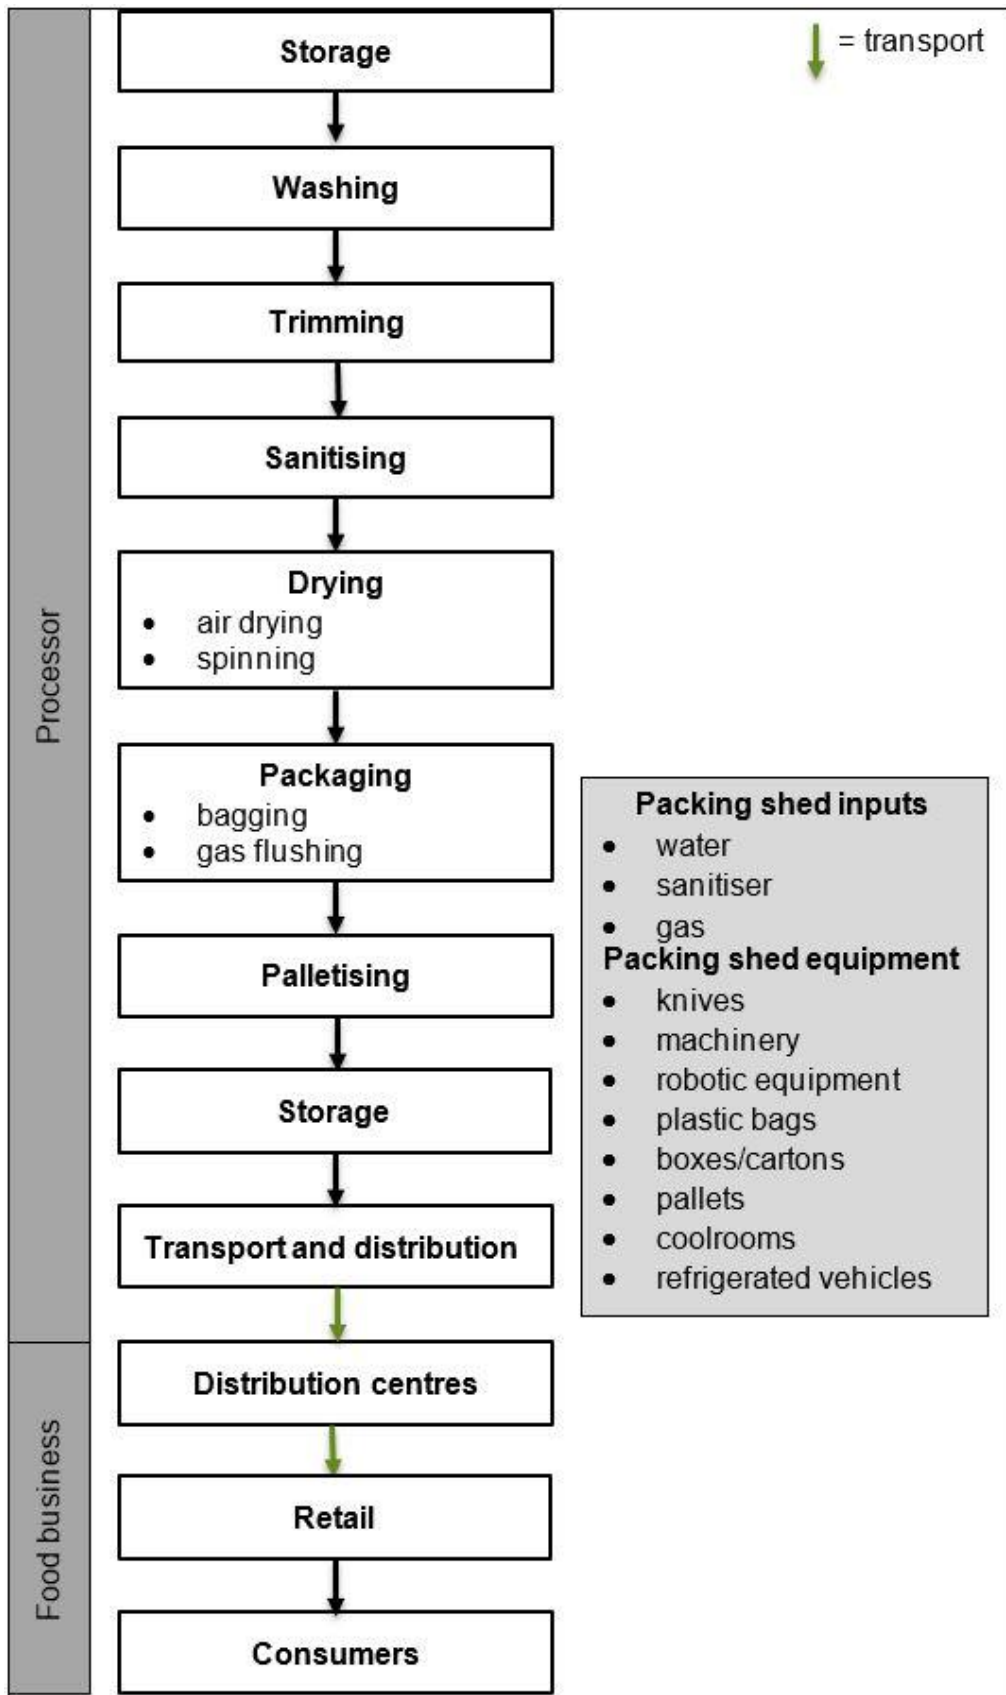 Storage
= transport
Washing
Trimming
Sanitising
Drying
• air drying
• spinning
Processor
Packaging
• bagging
• gas flushing
Packing shed inputs
• water
• sanitiser
• gas
Packing shed equipment
• knives
• machinery
• robotic equipment
• plastic bags
• boxes/cartons
• pallets
• coolrooms
• refrigerated vehicles
Palletising
Storage
Transport and distribution
Food business
Distribution centres
Retail
Consumers